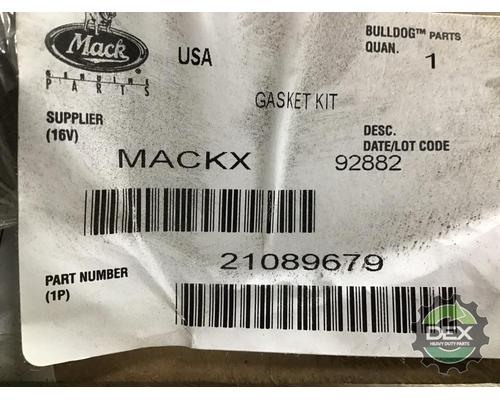 Mack
GENUINE
PARTS
USA
BULLDOG™ PARTS
QUAN.
1
GASKET KIT
SUPPLIER
(16V)
DESC.
DATE/LOT CODE
MACKX
92882
21089679
PART NUMBER
(1P)
DEX
HEAVY DUTY PARTS